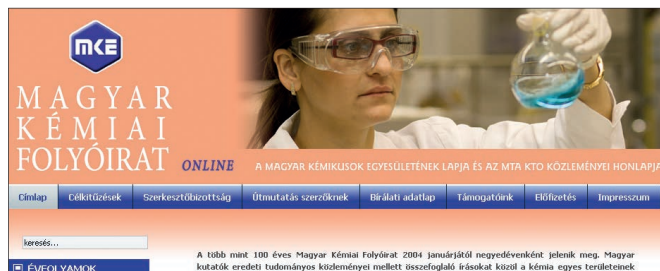 MKE
MAGYAR
KÉMIAI
FOLYÓIRAT ONLINE
A MAGYAR KÉMIKUSOK EGYESÜLETÉNEK LAPJA ÉS AZ MTA KTO KÖZLEMÉNYEI HONLAPJA
Címlap Célkitűzések Szerkesztőbizottság Útmutatás szerzőknek Bírálati adatlap Támogatóink Előfizetés Impresszum
keresés...
ÉVFOLYAMOK
A több mint 100 éves Magyar Kémiai Folyóirat 2004 januárjától negyedévenként jelenik meg. Magyar
kutatók eredeti tudományos közleményei mellett összefoglaló írásokat közöl a kémia egyes területeinek